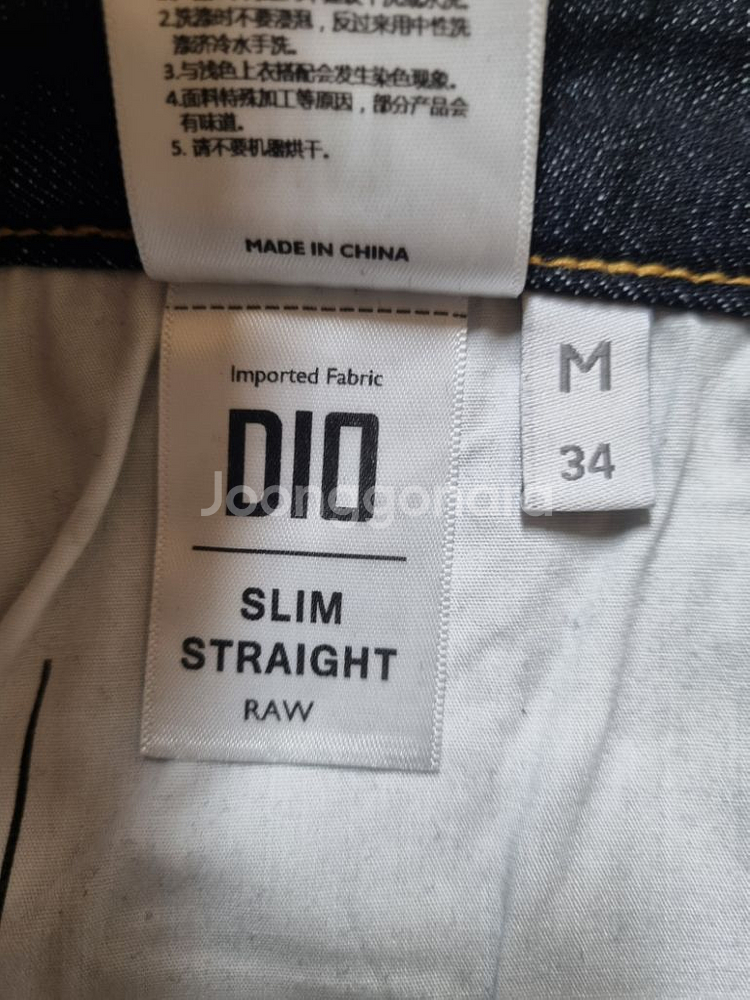 2.洗涤时不要浸泡，反过来用中性洗
涤济冷水手洗。
3.与浅色上衣搭配会发生染色现象。
4.面料特殊加工等原因，部分产品会
有味道。
5. 请不要机器烘干。
MADE IN CHINA
Imported Fabric
DIO
SLIM
STRAIGHT
RAW
M
34
Joonggonara